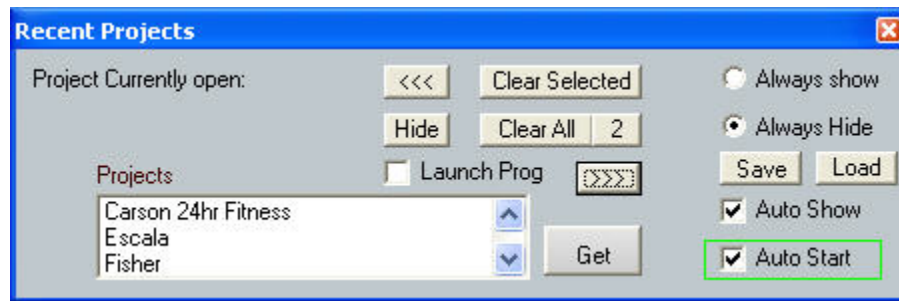 Recent Projects
Project Currently open: <<< Clear Selected Always show
Hide Clear All 2 Always Hide
Projects Launch Prog >>> Save Load
Carson 24hr Fitness Auto Show
Escala
Fisher Get Auto Start